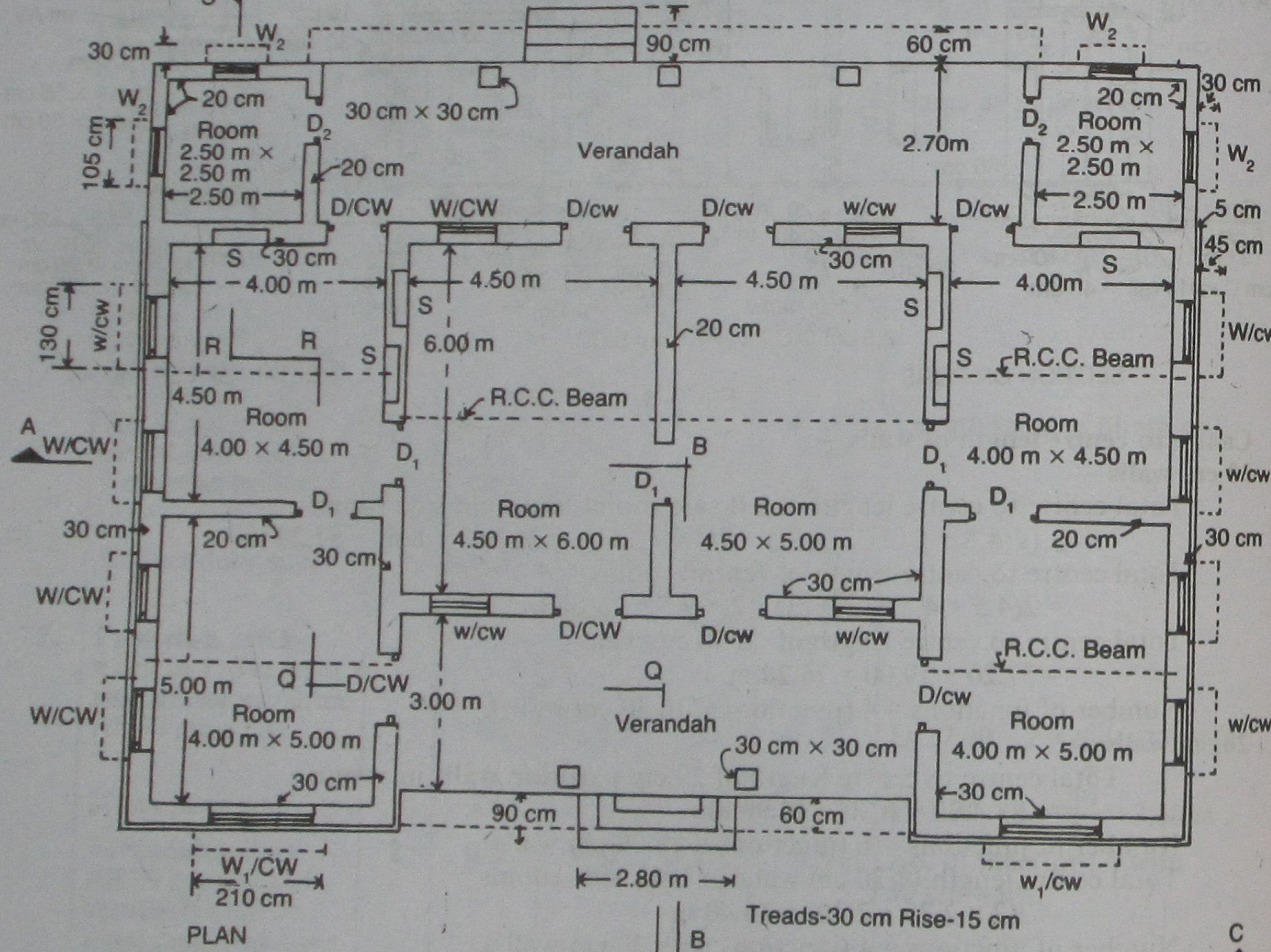 W2
W2
30 cm
90 cm
60 cm
30 cm
W2
20 cm
30 cm × 30 cm
20 cm
Room
2.50 m ×
2.50 m
2.50 m
D2
105 cm
20 cm
Verandah
2.70m
D2
Room
2.50 m ×
2.50 m
2.50 m
W2
D/CW
W/CW
D/cw
D/cw
w/cw
D/cw
5 cm
45 cm
S
30 cm
30 cm
S
4.00 m
4.50 m
4.50 m
4.00m
130 cm
w/cw
S
S
W/cw
R
R
6.00 m
20 cm
S
S
R.C.C. Beam
4.50 m
R.C.C. Beam
Room
4.00 × 4.50 m
Room
4.00 m × 4.50 m
A
W/CW
B
w/cw
D1
D1
D1
D1
D1
Room
4.50 m × 6.00 m
Room
4.50 × 5.00 m
30 cm
20 cm
30 cm
20 cm
30 cm
30 cm
W/CW
w/cw
D/CW
D/cw
w/cw
R.C.C. Beam
5.00 m
Q
D/CW
3.00 m
Q
D/cw
W/CW
Room
4.00 m × 5.00 m
Verandah
Room
4.00 m × 5.00 m
w/cw
30 cm × 30 cm
30 cm
30 cm
90 cm
60 cm
W1/CW
210 cm
2.80 m
w1/cw
Treads-30 cm Rise-15 cm
PLAN
B
C